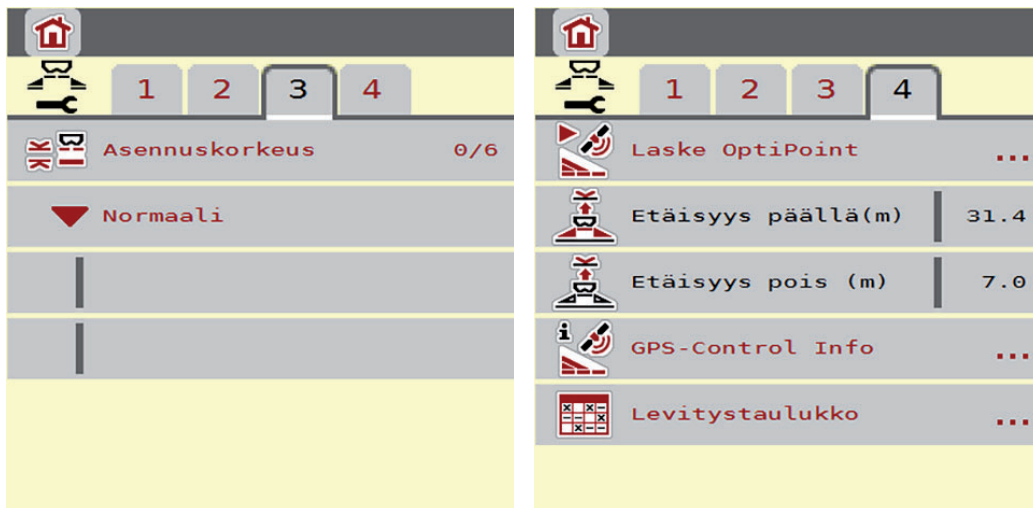 1 2 3 4
Asennuskorkeus 0/6
Normaali
1 2 3 4
Laske OptiPoint ...
Etäisyys päällä(m) 31.4
Etäisyys pois (m) 7.0
GPS-Control Info ...
Levitystaulukko ...